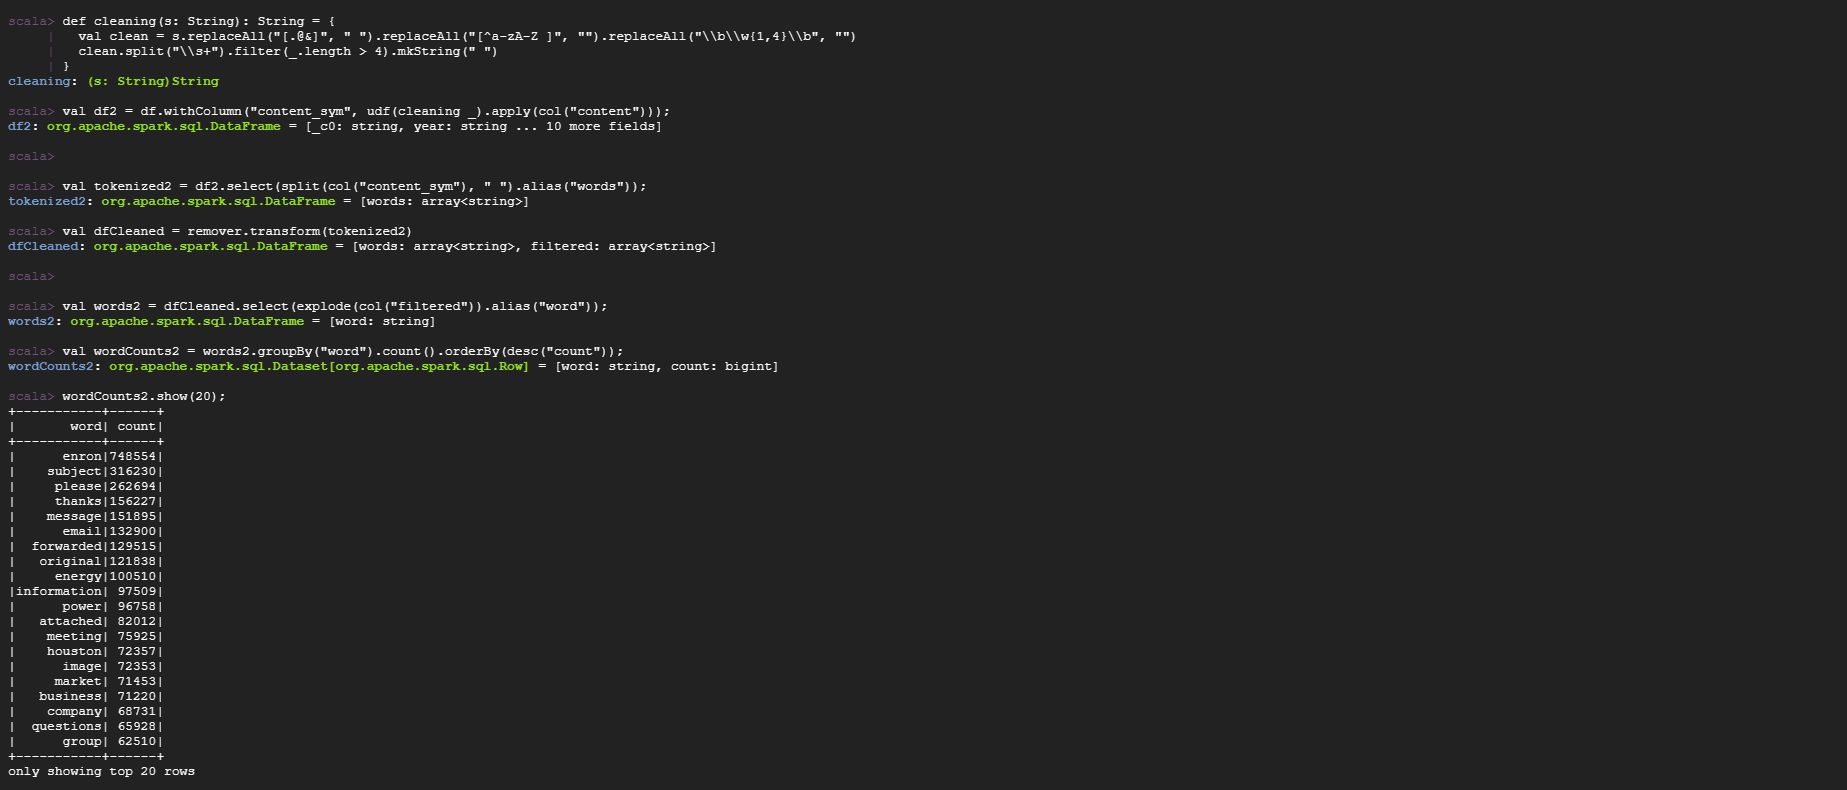 scala> def cleaning(s: String): String = {
     |   val clean = s.replaceAll("[.@&]", " ").replaceAll("[^a-zA-Z ]", "").replaceAll("\\b\\w{1,4}\\b", "")
     |   clean.split("\\s+").filter(_.length > 4).mkString(" ")
     | }
cleaning: (s: String)String
scala> val df2 = df.withColumn("content_sym", udf(cleaning _).apply(col("content")));
df2: org.apache.spark.sql.DataFrame = [_c0: string, year: string ... 10 more fields]
scala>
scala> val tokenized2 = df2.select(split(col("content_sym"), " ").alias("words"));
tokenized2: org.apache.spark.sql.DataFrame = [words: array<string>]
scala> val dfCleaned = remover.transform(tokenized2)
dfCleaned: org.apache.spark.sql.DataFrame = [words: array<string>, filtered: array<string>]
scala>
scala> val words2 = dfCleaned.select(explode(col("filtered")).alias("word"));
words2: org.apache.spark.sql.DataFrame = [word: string]
scala> val wordCounts2 = words2.groupBy("word").count().orderBy(desc("count"));
wordCounts2: org.apache.spark.sql.Dataset[org.apache.spark.sql.Row] = [word: string, count: bigint]
scala> wordCounts2.show(20);
+-----------+------+
|       word| count|
+-----------+------+
|      enron|748554|
|    subject|316230|
|     please|262694|
|     thanks|156227|
|    message|151895|
|      email|132900|
|  forwarded|129515|
|   original|121838|
|     energy|100510|
|information| 97509|
|      power| 96758|
|   attached| 82012|
|    meeting| 75925|
|    houston| 72357|
|      image| 72353|
|     market| 71453|
|   business| 71220|
|    company| 68731|
|  questions| 65928|
|      group| 62510|
+-----------+------+
only showing top 20 rows